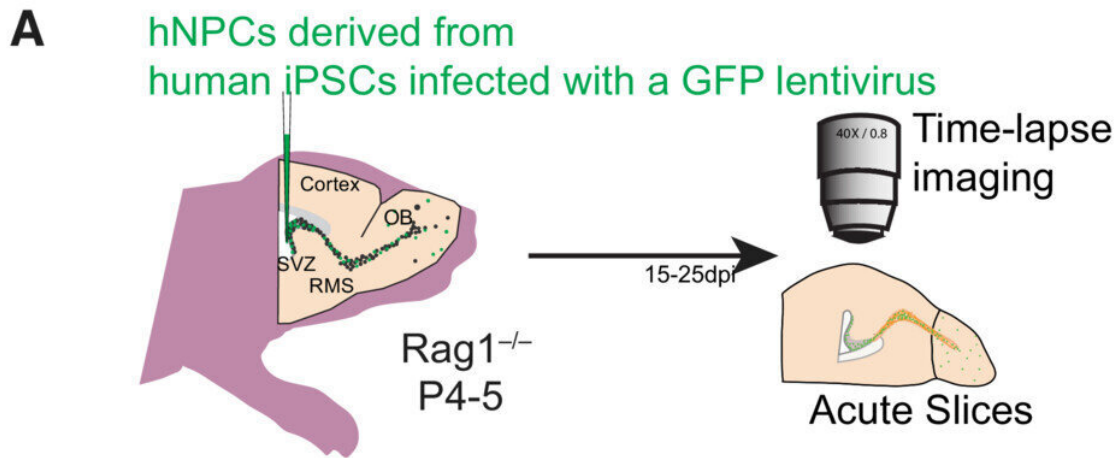 A
hNPCs derived from
human iPSCs infected with a GFP lentivirus
40X / 0.8
Time-lapse
imaging
Cortex
OB
SVZ
RMS
15-25dpi
Rag1⁻/⁻
P4-5
Acute Slices